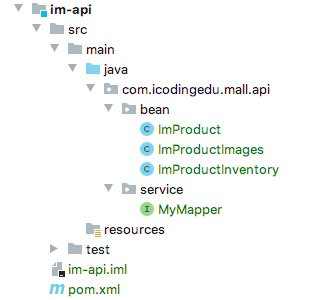 im-api
src
main
java
com.icodingedu.mall.api
bean
C ImProduct
C ImProductImages
C ImProductInventory
service
I MyMapper
resources
test
im-api.iml
m pom.xml